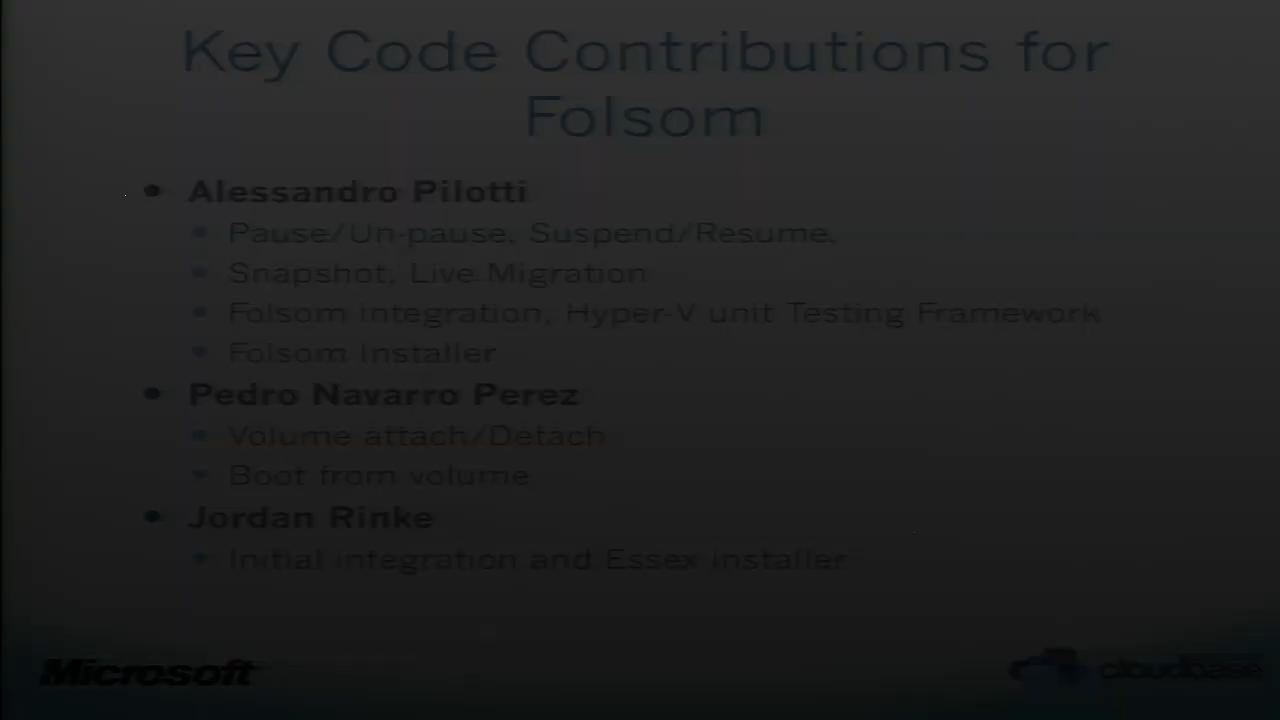 Key Code Contributions for
Folsom
• Alessandro Pilotti
• Pause/Un-pause, Suspend/Resume,
• Snapshot, Live Migration
• Folsom integration, Hyper-V unit Testing Framework
• Folsom Installer
• Pedro Navarro Perez
• Volume attach/Detach
• Boot from volume
• Jordan Rinke
• Initial integration and Essex installer
Microsoft
cloudbase